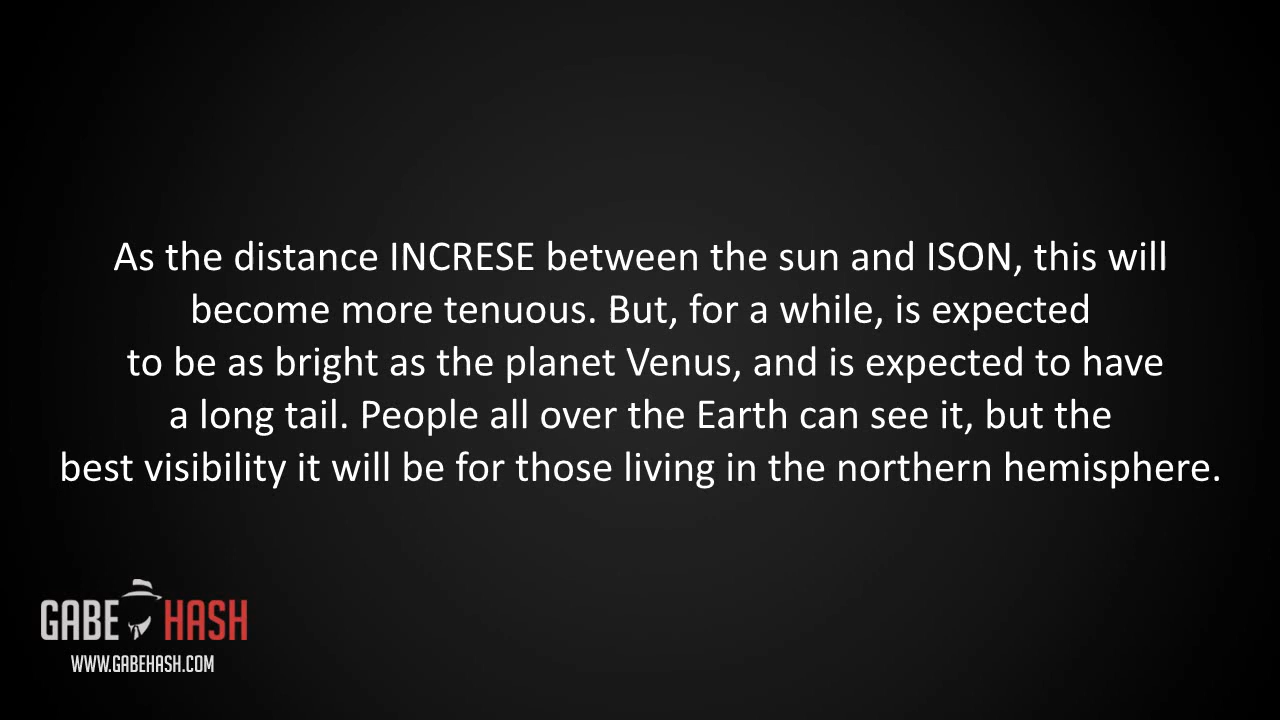 As the distance INCRESE between the sun and ISON, this will
become more tenuous. But, for a while, is expected
to be as bright as the planet Venus, and is expected to have
a long tail. People all over the Earth can see it, but the
best visibility it will be for those living in the northern hemisphere.
GABE HASH
WWW.GABEHASH.COM